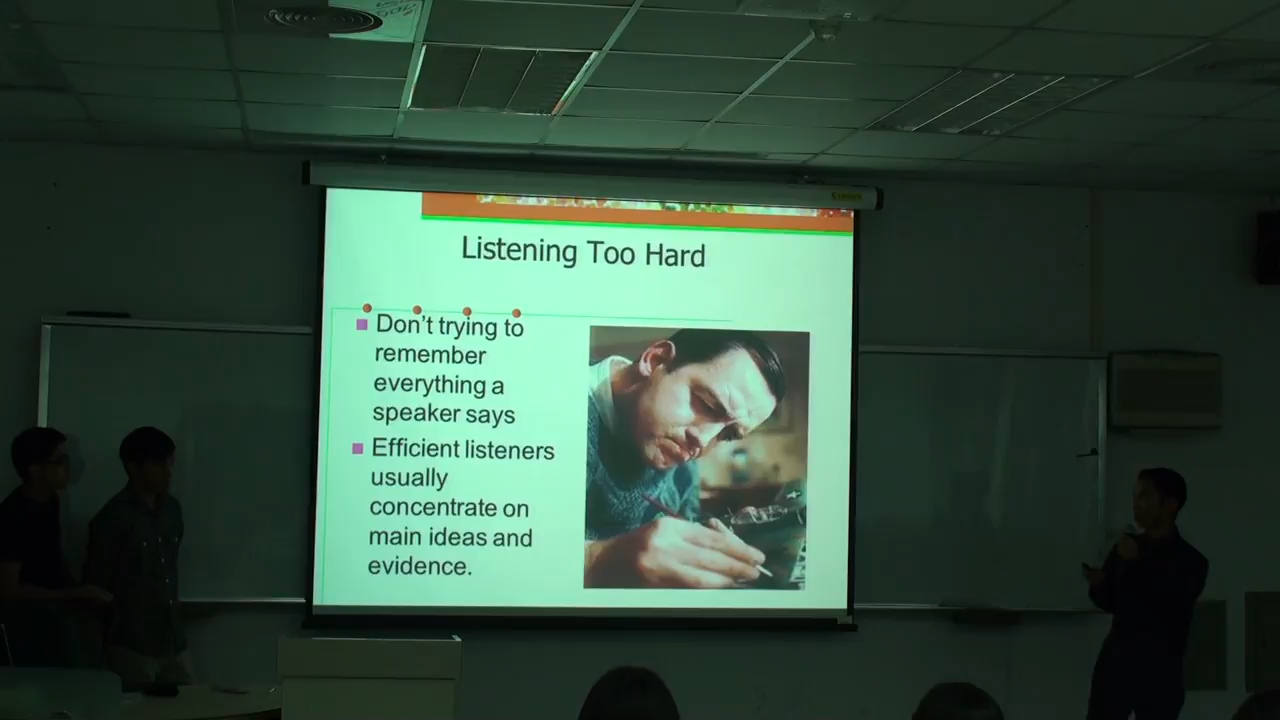 Listening Too Hard
Don't trying to
remember
everything a
speaker says
Efficient listeners
usually
concentrate on
main ideas and
evidence.